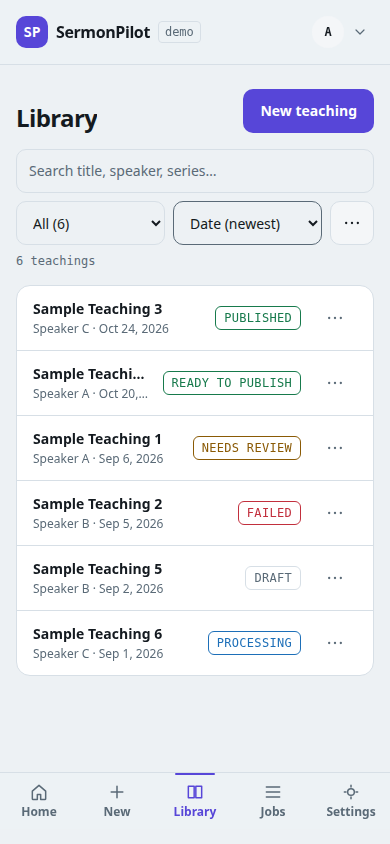 SP SermonPilot demo A
Library
New teaching
Search title, speaker, series...
All (6) Date (newest) ...
6 teachings
Sample Teaching 3
Speaker C · Oct 24, 2026
PUBLISHED
Sample Teachi...
Speaker A · Oct 20,...
READY TO PUBLISH
Sample Teaching 1
Speaker A · Sep 6, 2026
NEEDS REVIEW
Sample Teaching 2
Speaker B · Sep 5, 2026
FAILED
Sample Teaching 5
Speaker B · Sep 2, 2026
DRAFT
Sample Teaching 6
Speaker C · Sep 1, 2026
PROCESSING
Home New Library Jobs Settings